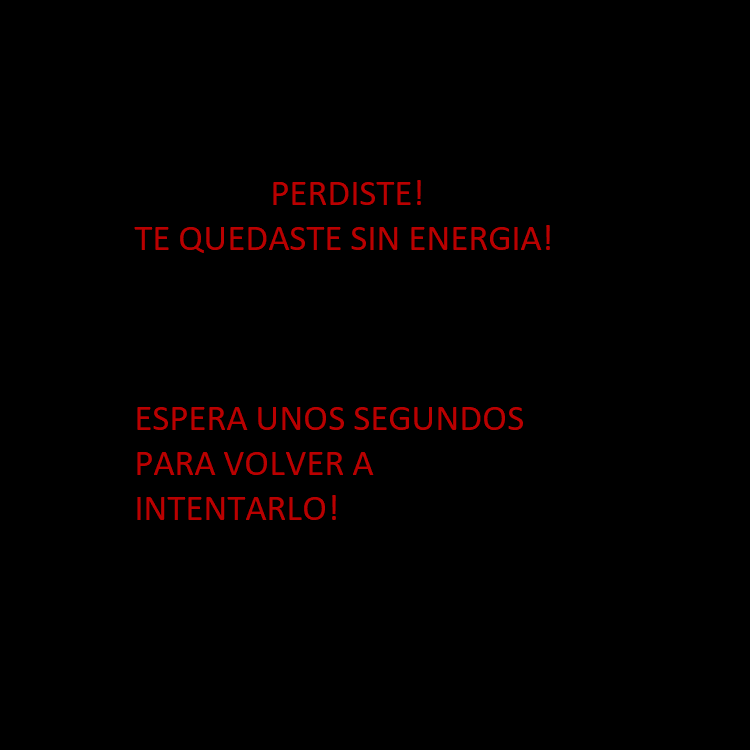 PERDISTE!
TE QUEDASTE SIN ENERGIA!
ESPERA UNOS SEGUNDOS
PARA VOLVER A
INTENTARLO!